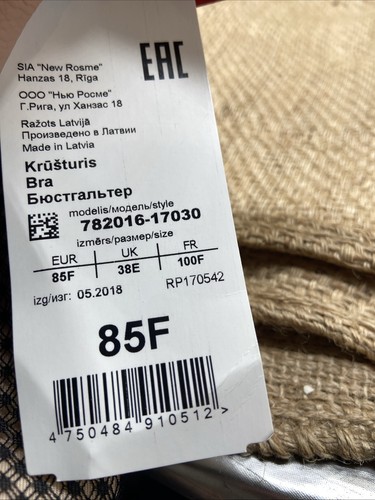 EAC
SIA "New Rosme"
Hanzas 18, Rīga
ООО "Нью Росме"
Г.Рига, ул Ханзас 18
Ražots Latvijā
Произведено в Латвии
Made in Latvia
Krūšturis
Bra
Бюстгальтер
modelis/модель/style
782016-17030
izmērs/размер/size
EUR UK FR
85F 38E 100F
izg/изг: 05.2018 RP170542
85F
4 750484 910512 >